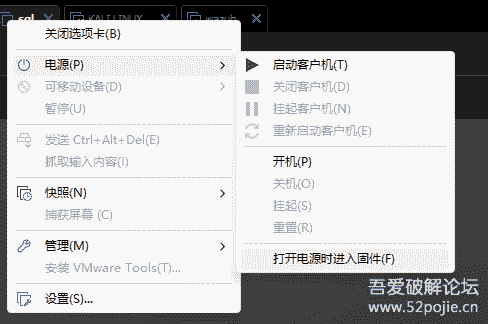 sql
KALI LINUX
wazuh
关闭选项卡(B)
电源(P)
可移动设备(D)
暂停(U)
发送 Ctrl+Alt+Del(E)
抓取输入内容(I)
快照(N)
捕获屏幕 (C)
管理(M)
安装 VMware Tools(T)...
设置(S)...
启动客户机(T)
关闭客户机(D)
挂起客户机(N)
重新启动客户机(E)
开机(P)
关机(O)
挂起(S)
重置(R)
打开电源时进入固件(F)
吾爱破解论坛
www.52pojie.cn